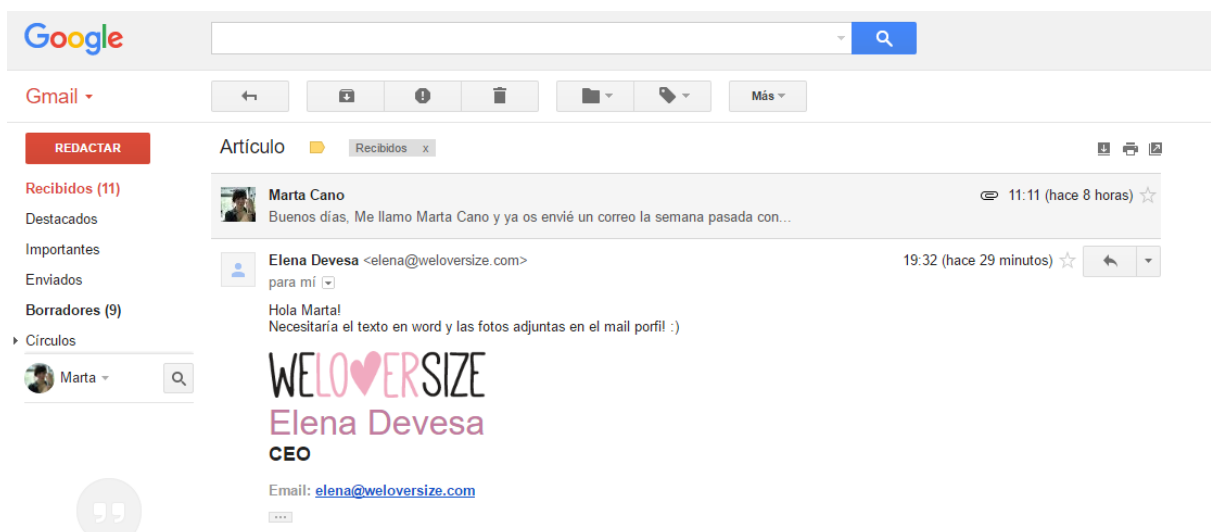 Google
Gmail
Más
REDACTAR
Artículo
Recibidos x
Recibidos (11)
Destacados
Importantes
Enviados
Borradores (9)
Círculos
Marta
Marta Cano
11:11 (hace 8 horas)
Buenos días, Me llamo Marta Cano y ya os envié un correo la semana pasada con...
Elena Devesa <elena@weloversize.com>
19:32 (hace 29 minutos)
para mí
Hola Marta!
Necesitaría el texto en word y las fotos adjuntas en el mail porfi! :)
WELOVERSIZE
Elena Devesa
CEO
Email: elena@weloversize.com